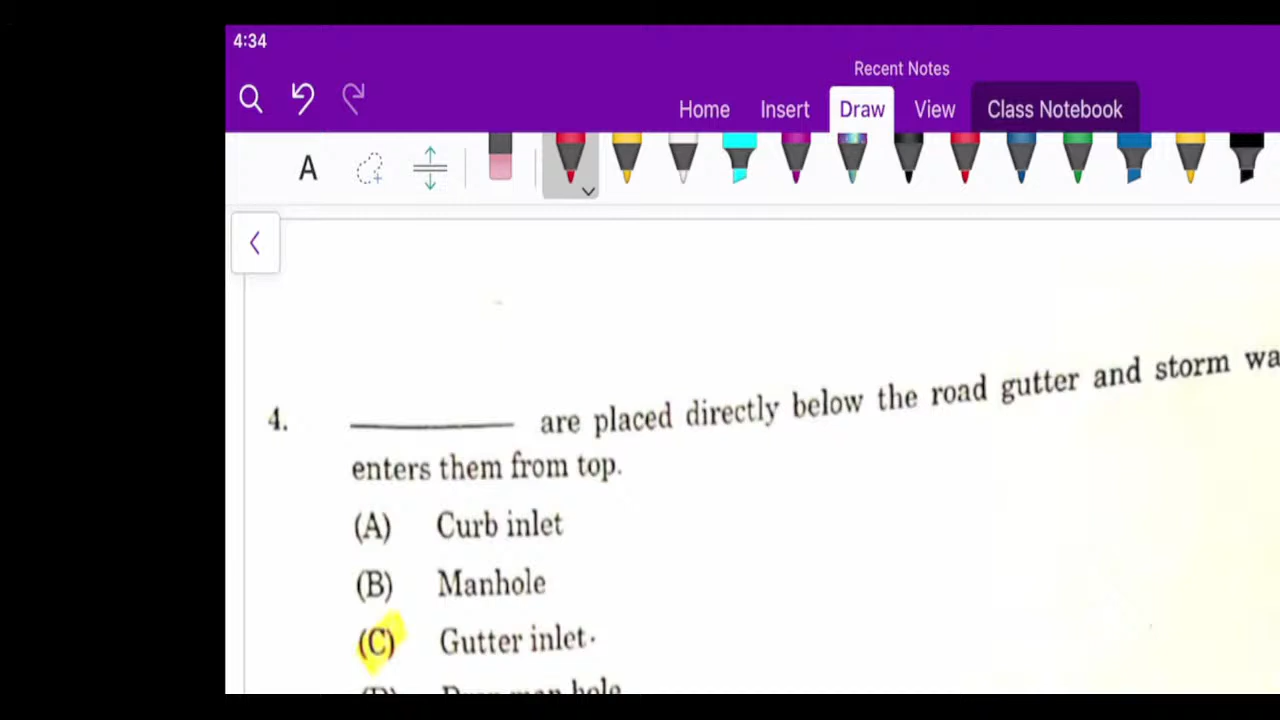 4:34
Recent Notes
Home Insert Draw View Class Notebook
A
4. ________ are placed directly below the road gutter and storm wa
enters them from top.
(A) Curb inlet
(B) Manhole
(C) Gutter inlet.